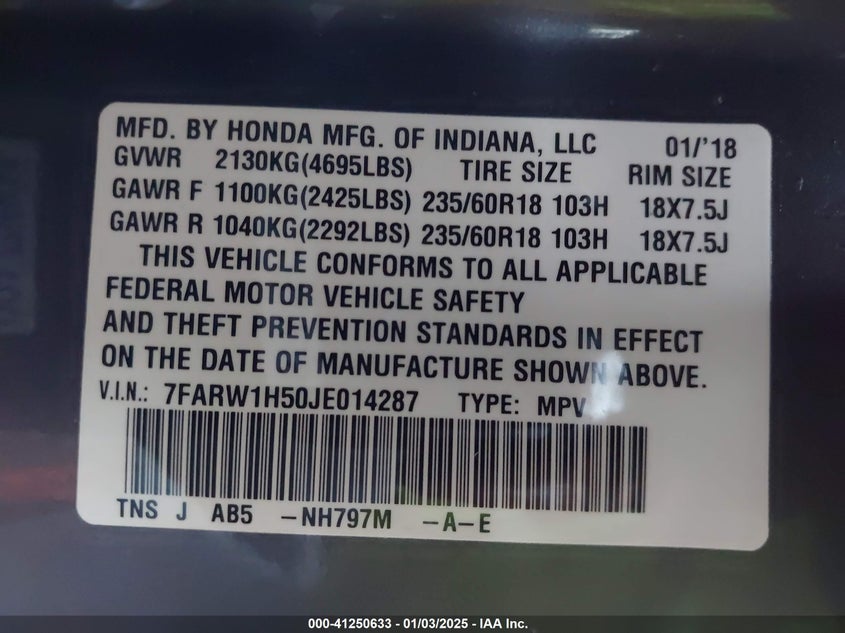 MFD. BY HONDA MFG. OF INDIANA, LLC 01/'18
GVWR 2130KG(4695LBS) TIRE SIZE RIM SIZE
GAWR F 1100KG(2425LBS) 235/60R18 103H 18X7.5J
GAWR R 1040KG(2292LBS) 235/60R18 103H 18X7.5J
THIS VEHICLE CONFORMS TO ALL APPLICABLE
FEDERAL MOTOR VEHICLE SAFETY
AND THEFT PREVENTION STANDARDS IN EFFECT
ON THE DATE OF MANUFACTURE SHOWN ABOVE.
V.I.N.: 7FARW1H50JE014287 TYPE: MPV
TNS J AB5 -NH797M -A-E
000-41250633 - 01/03/2025 - IAA Inc.